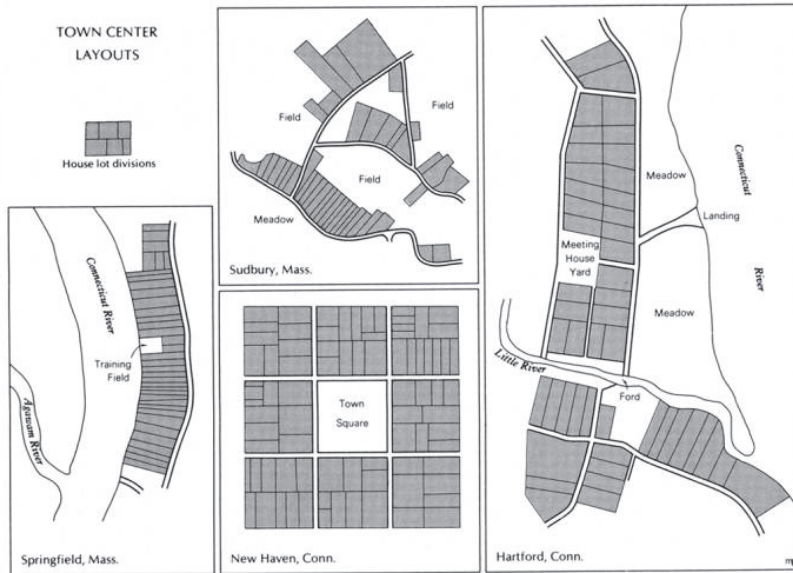 TOWN CENTER
LAYOUTS
House lot divisions
Connecticut River
Training
Field
Agawam River
Springfield, Mass.
Field
Field
Field
Meadow
Sudbury, Mass.
Town
Square
New Haven, Conn.
Connecticut
River
Meadow
Landing
Meeting
House
Yard
Meadow
Little River
Ford
Hartford, Conn.